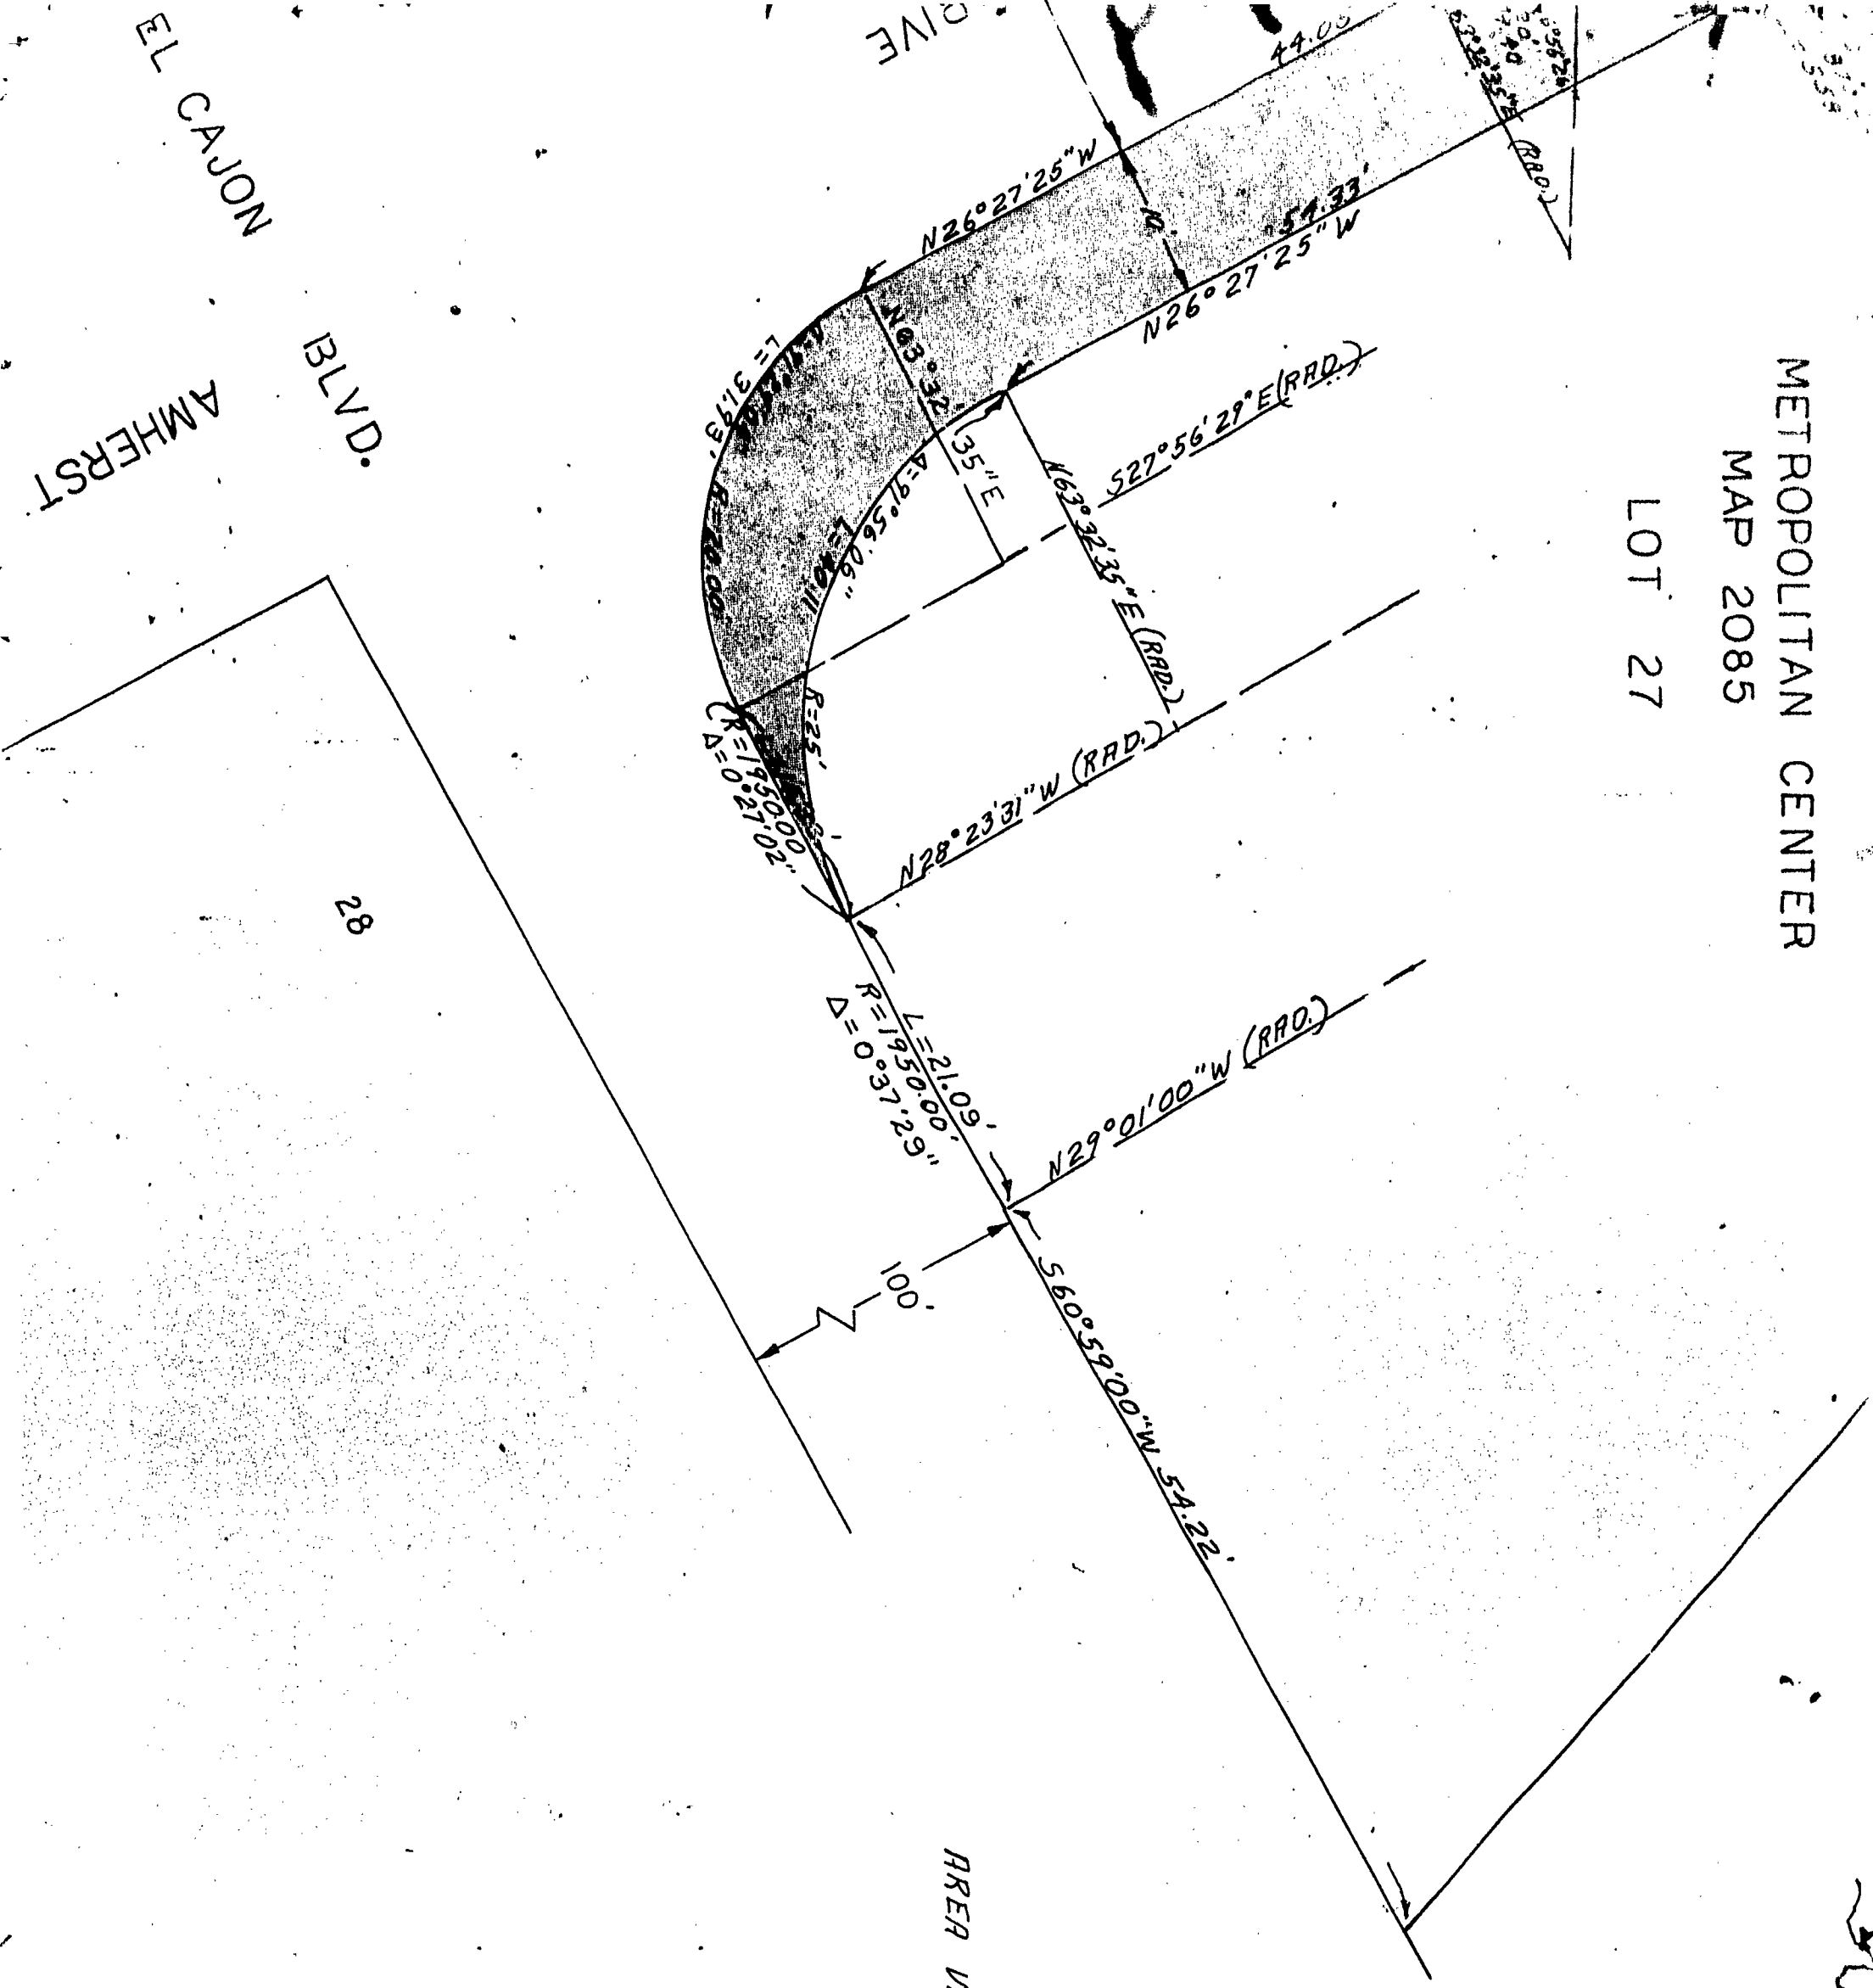 METROPOLITAN CENTER
MAP 2085
LOT 27
EL CAJON
BLVD.
AMHERST
44.08
(RAD.)
N26°27'25"W
10'
54.33'
N26°27'25"W
N63°32'35"E
S27°56'29"E (RAD.)
N63°32'35"E (RAD.)
Δ=91°56'06"
L=40.11
R=25'
L=31.93'
R=20.00'
R=1950.00
Δ=0°27'02"
N28°23'31"W (RAD.)
L=21.09'
R=1950.00'
Δ=0°37'29"
N29°01'00"W (RAD.)
S60°59'00"W 54.22'
100'
28
AREA